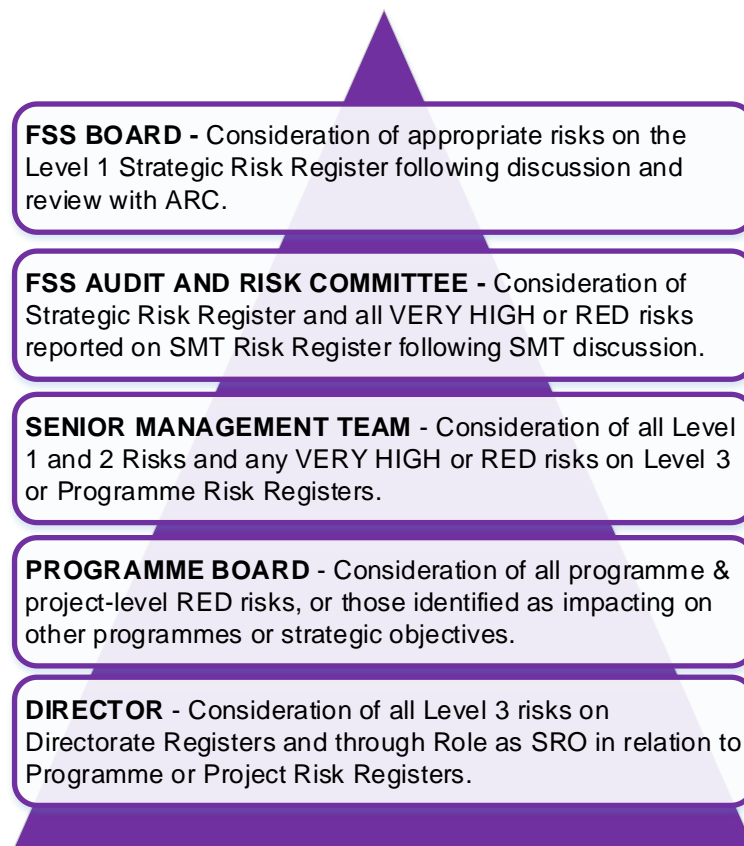 FSS BOARD - Consideration of appropriate risks on the
Level 1 Strategic Risk Register following discussion and
review with ARC.
FSS AUDIT AND RISK COMMITTEE - Consideration of
Strategic Risk Register and all VERY HIGH or RED risks
reported on SMT Risk Register following SMT discussion.
SENIOR MANAGEMENT TEAM - Consideration of all Level
1 and 2 Risks and any VERY HIGH or RED risks on Level 3
or Programme Risk Registers.
PROGRAMME BOARD - Consideration of all programme &
project-level RED risks, or those identified as impacting on
other programmes or strategic objectives.
DIRECTOR - Consideration of all Level 3 risks on
Directorate Registers and through Role as SRO in relation to
Programme or Project Risk Registers.